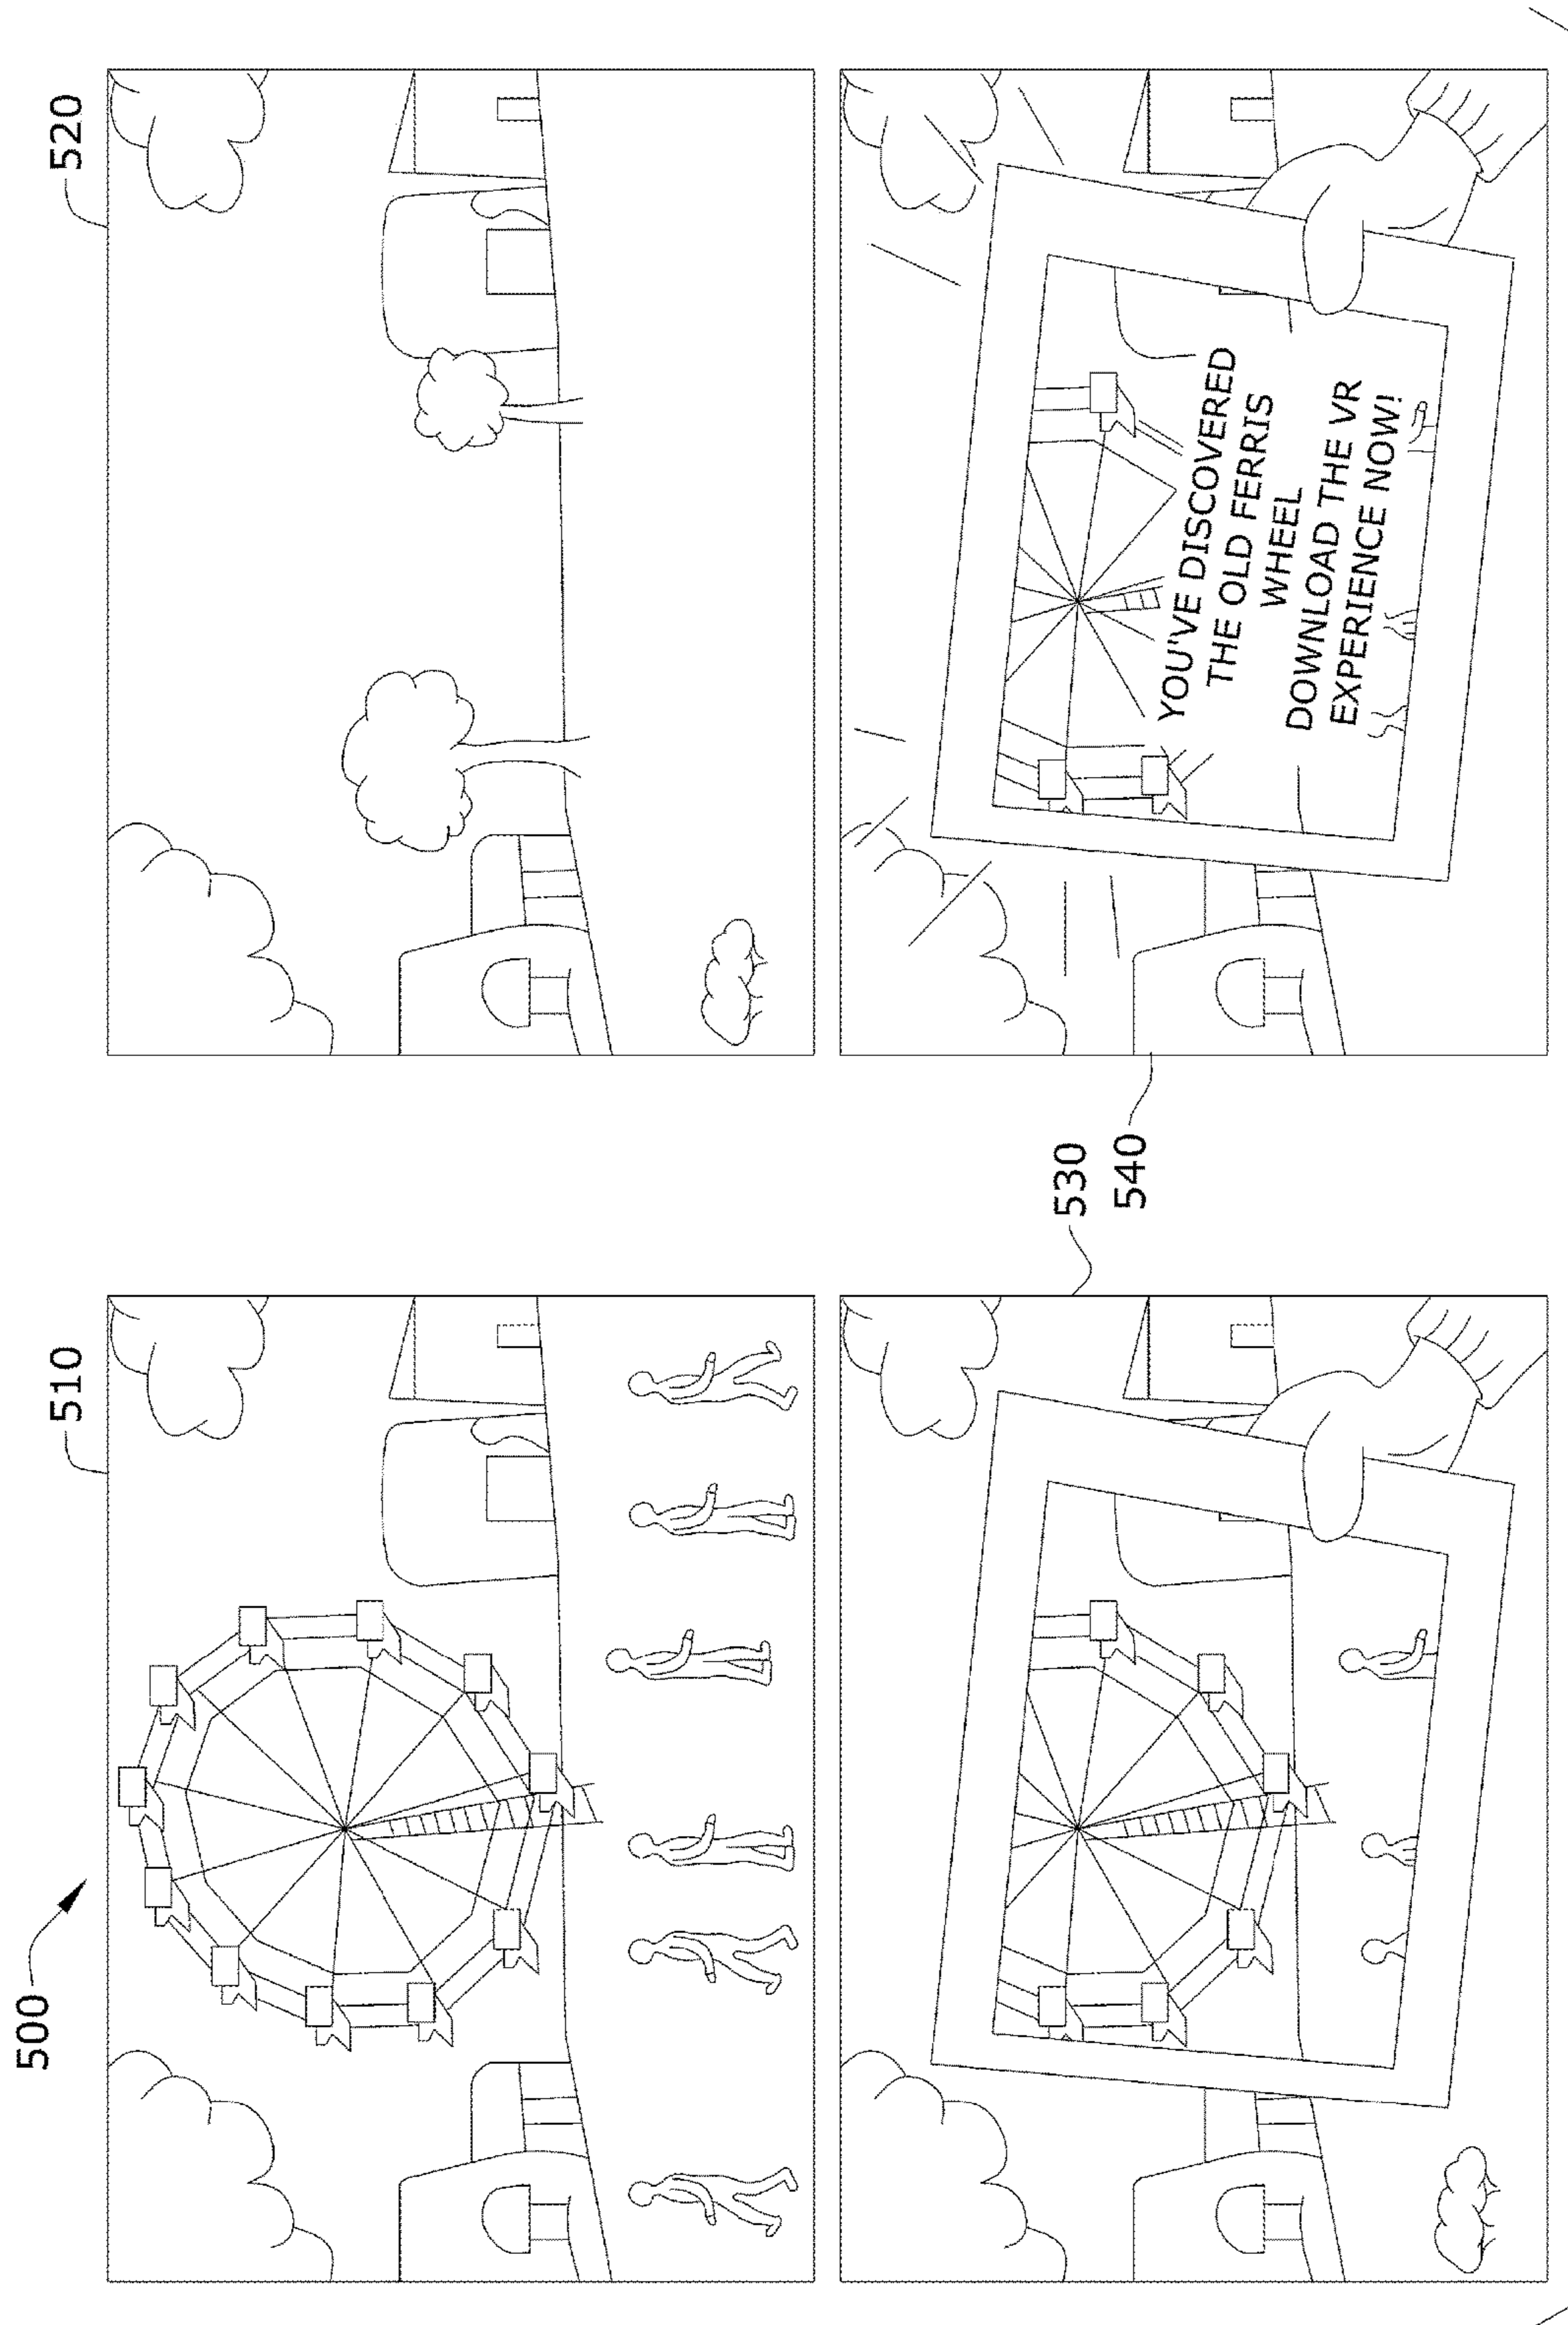 500
510
520
530
540
YOU'VE DISCOVERED
THE OLD FERRIS
WHEEL
DOWNLOAD THE VR
EXPERIENCE NOW!